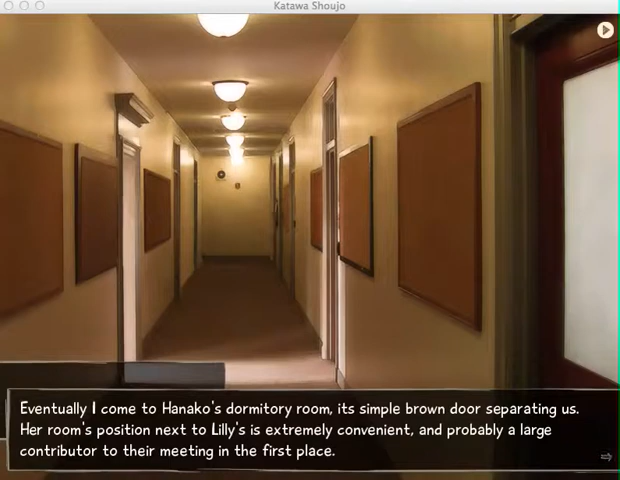 Katawa Shoujo
Eventually I come to Hanako's dormitory room, its simple brown door separating us.
Her room's position next to Lilly's is extremely convenient, and probably a large
contributor to their meeting in the first place.